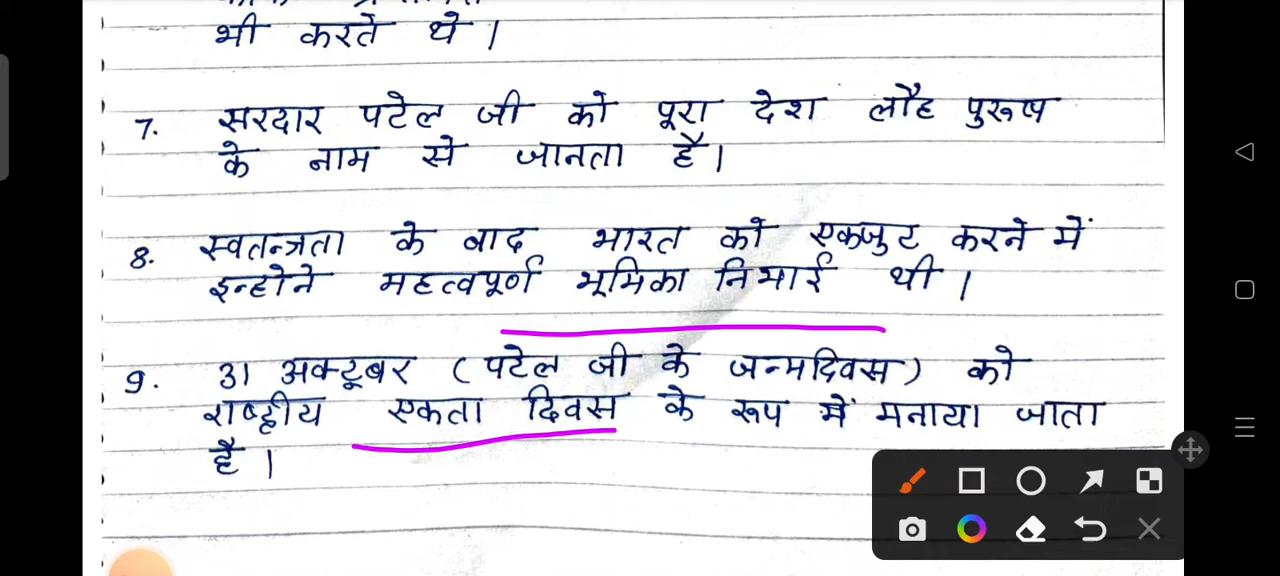 भी करते थे।
7. सरदार पटेल जी को पूरा देश लौह पुरूष
के नाम से जानता है।
8. स्वतन्त्रता के बाद भारत को एकजुट करने में
इन्होने महत्वपूर्ण भूमिका निभाई थी।
9. 31 अक्टूबर (पटेल जी के जन्मदिवस) को
राष्ट्रीय एकता दिवस के रूप में मनाया जाता
है।